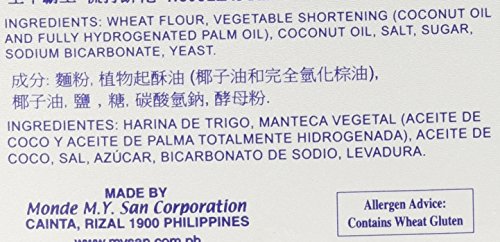 INGREDIENTS: WHEAT FLOUR, VEGETABLE SHORTENING (COCONUT OIL
AND FULLY HYDROGENATED PALM OIL), COCONUT OIL, SALT, SUGAR,
SODIUM BICARBONATE, YEAST.
成分: 麵粉, 植物起酥油 (椰子油和完全氫化棕油),
椰子油, 鹽 , 糖, 碳酸氫鈉, 酵母粉.
INGREDIENTES: HARINA DE TRIGO, MANTECA VEGETAL (ACEITE DE
COCO Y ACEITE DE PALMA TOTALMENTE HIDROGENADA), ACEITE DE
COCO, SAL, AZÚCAR, BICARBONATO DE SODIO, LEVADURA.
MADE BY
Monde M.Y. San Corporation
CAINTA, RIZAL 1900 PHILIPPINES
www.mysan.com.ph
Allergen Advice:
Contains Wheat Gluten